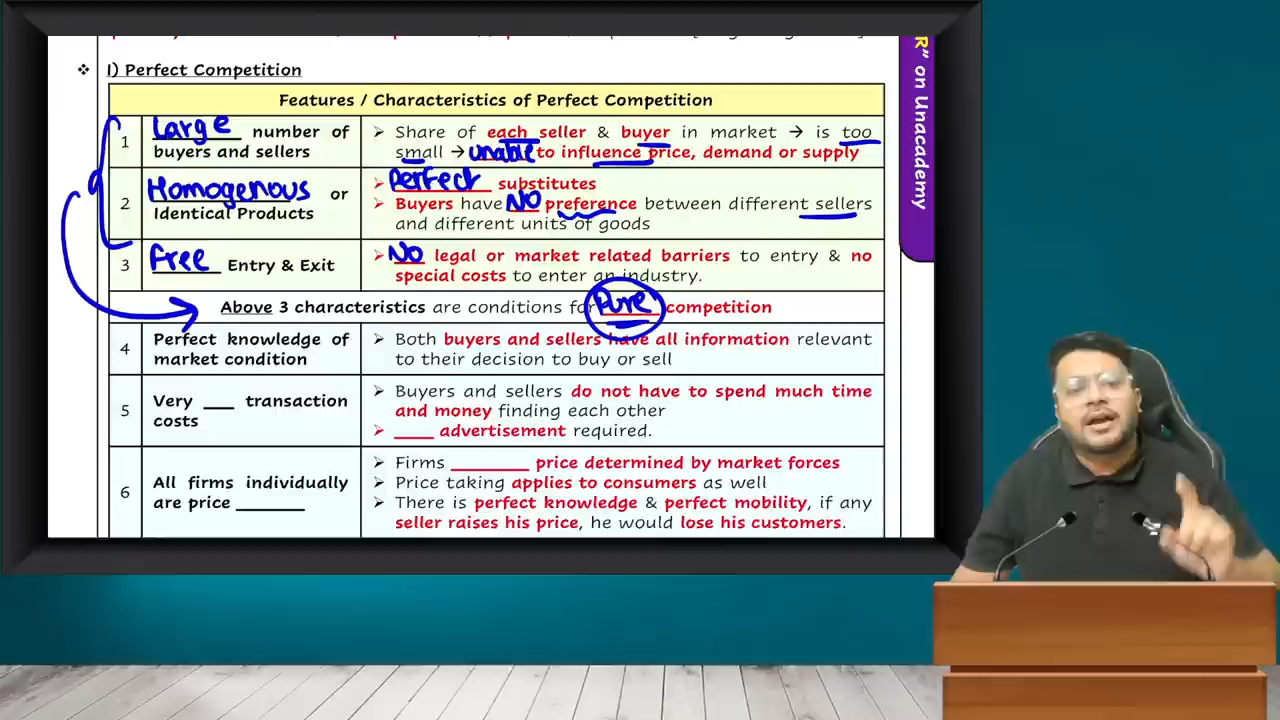 ❖ I) Perfect Competition
Features / Characteristics of Perfect Competition
1 Large number of buyers and sellers
➤ Share of each seller & buyer in market → is too
small → unable to influence price, demand or supply
2 Homogenous or
Identical Products
➤ Perfect substitutes
➤ Buyers have NO preference between different sellers
and different units of goods
3 Free Entry & Exit
➤ No legal or market related barriers to entry & no
special costs to enter an industry.
Above 3 characteristics are conditions for Pure competition
4 Perfect knowledge of
market condition
➤ Both buyers and sellers have all information relevant
to their decision to buy or sell
5 Very ___ transaction
costs
➤ Buyers and sellers do not have to spend much time
and money finding each other
➤ ____ advertisement required.
6 All firms individually
are price _______
➤ Firms ________ price determined by market forces
➤ Price taking applies to consumers as well
➤ There is perfect knowledge & perfect mobility, if any
seller raises his price, he would lose his customers.
R" on Unacademy